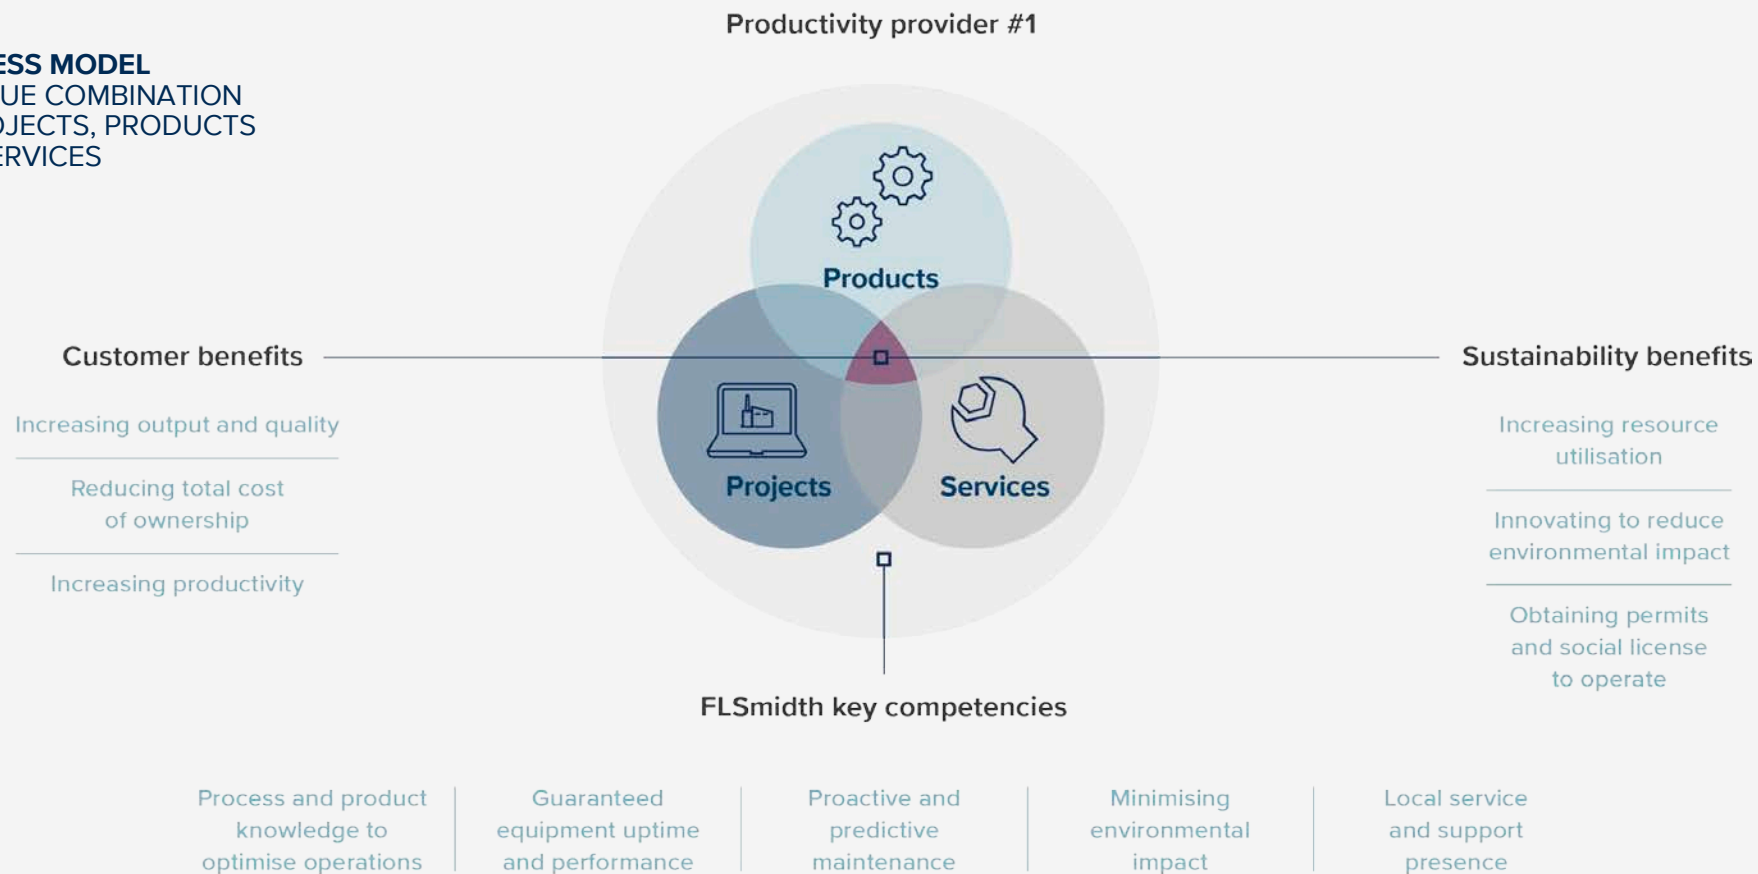 Productivity provider #1
ESS MODEL
UE COMBINATION
OJECTS, PRODUCTS
ERVICES
Products
Projects
Services
Customer benefits
Increasing output and quality
Reducing total cost
of ownership
Increasing productivity
Sustainability benefits
Increasing resource
utilisation
Innovating to reduce
environmental impact
Obtaining permits
and social license
to operate
FLSmidth key competencies
Process and product
knowledge to
optimise operations
Guaranteed
equipment uptime
and performance
Proactive and
predictive
maintenance
Minimising
environmental
impact
Local service
and support
presence